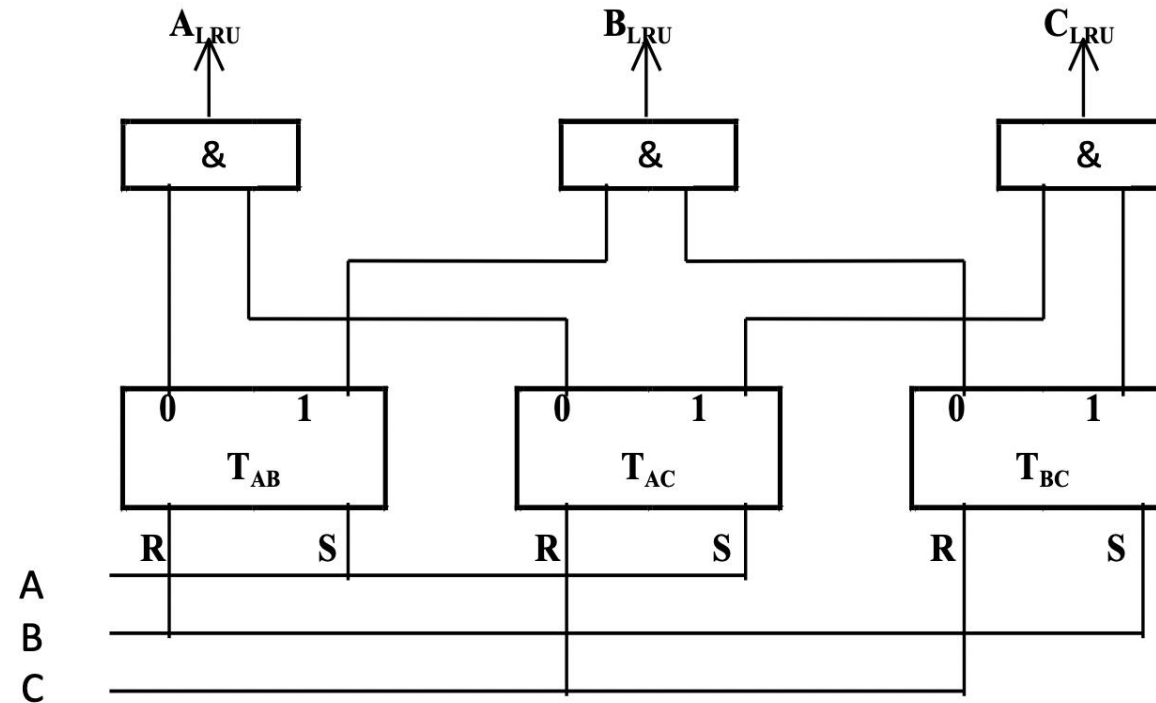 A_LRU B_LRU C_LRU
& & &
0 1 0 1 0 1
T_AB T_AC T_BC
R S R S R S
A
B
C